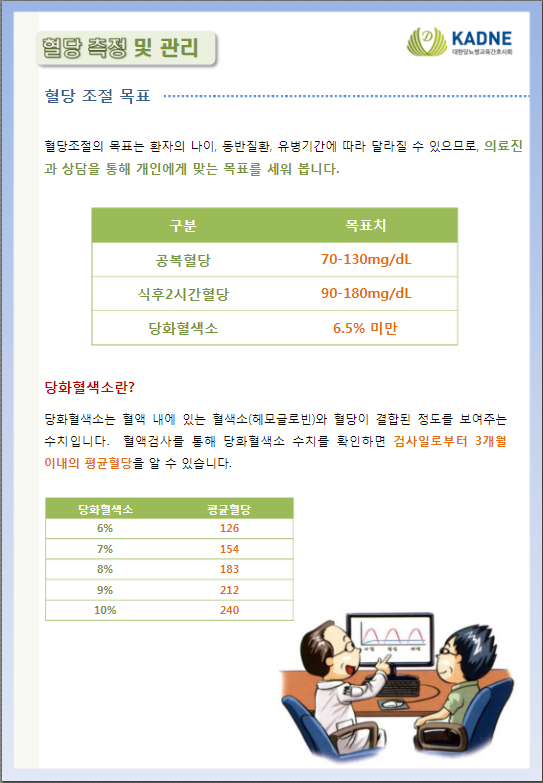 혈당 측정 및 관리
KADNE
대한당뇨병교육간호사회
혈당 조절 목표
혈당조절의 목표는 환자의 나이, 동반질환, 유병기간에 따라 달라질 수 있으므로, 의료진
과 상담을 통해 개인에게 맞는 목표를 세워 봅니다.
구분 목표치
공복혈당 70-130mg/dL
식후2시간혈당 90-180mg/dL
당화혈색소 6.5% 미만
당화혈색소란?
당화혈색소는 혈액 내에 있는 혈색소(헤모글로빈)와 혈당이 결합된 정도를 보여주는
수치입니다. 혈액검사를 통해 당화혈색소 수치를 확인하면 검사일로부터 3개월
이내의 평균혈당을 알 수 있습니다.
당화혈색소 평균혈당
6% 126
7% 154
8% 183
9% 212
10% 240